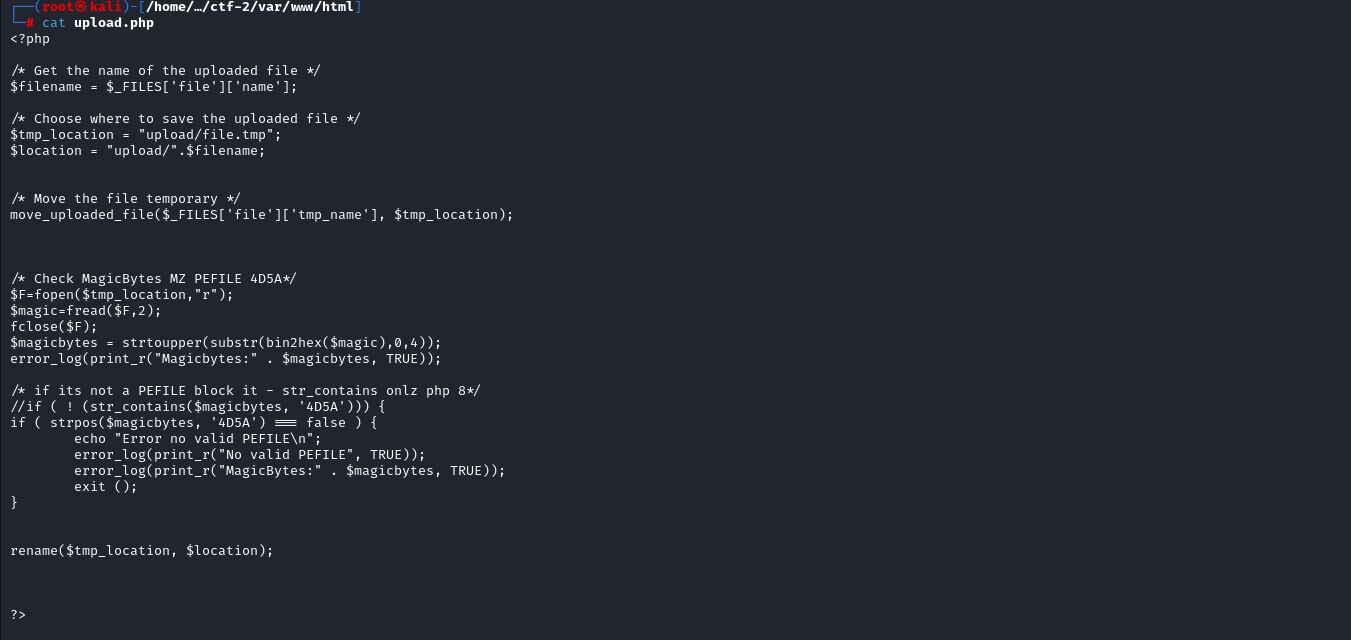 ┌──(root㉿kali)-[/home/…/ctf-2/var/www/html]
└─# cat upload.php
<?php
/* Get the name of the uploaded file */
$filename = $_FILES['file']['name'];
/* Choose where to save the uploaded file */
$tmp_location = "upload/file.tmp";
$location = "upload/".$filename;
/* Move the file temporary */
move_uploaded_file($_FILES['file']['tmp_name'], $tmp_location);
/* Check MagicBytes MZ PEFILE 4D5A*/
$F=fopen($tmp_location,"r");
$magic=fread($F,2);
fclose($F);
$magicbytes = strtoupper(substr(bin2hex($magic),0,4));
error_log(print_r("Magicbytes:" . $magicbytes, TRUE));
/* if its not a PEFILE block it - str_contains onlz php 8*/
//if ( ! (str_contains($magicbytes, '4D5A'))) {
if ( strpos($magicbytes, '4D5A') === false ) {
        echo "Error no valid PEFILE\n";
        error_log(print_r("No valid PEFILE", TRUE));
        error_log(print_r("MagicBytes:" . $magicbytes, TRUE));
        exit ();
}
rename($tmp_location, $location);
?>